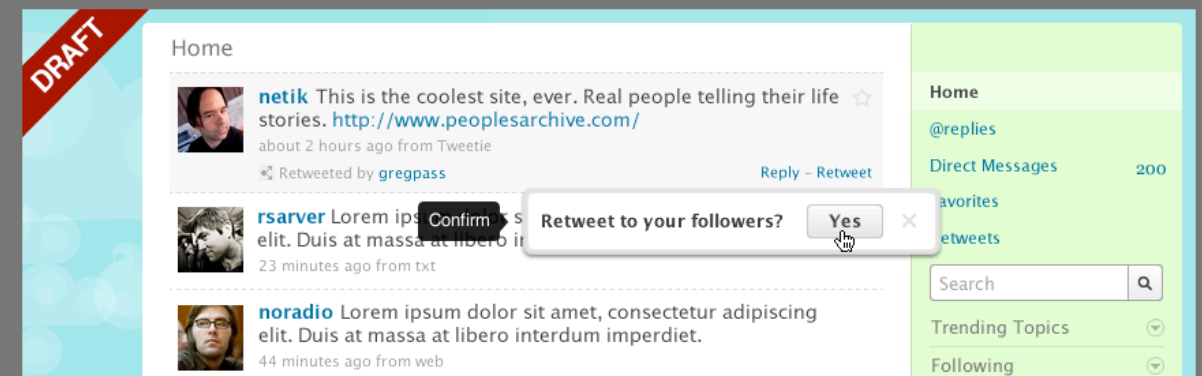 DRAFT
Home
netik This is the coolest site, ever. Real people telling their life
stories. http://www.peoplesarchive.com/
about 2 hours ago from Tweetie
Retweeted by gregpass
Reply – Retweet
rsarver Lorem
Confirm
Retweet to your followers? Yes
elit. Duis at massa at libero
23 minutes ago from txt
noradio Lorem ipsum dolor sit amet, consectetur adipiscing
elit. Duis at massa at libero interdum imperdiet.
44 minutes ago from web
Home
@replies
Direct Messages 200
avorites
etweets
Search
Trending Topics
Following